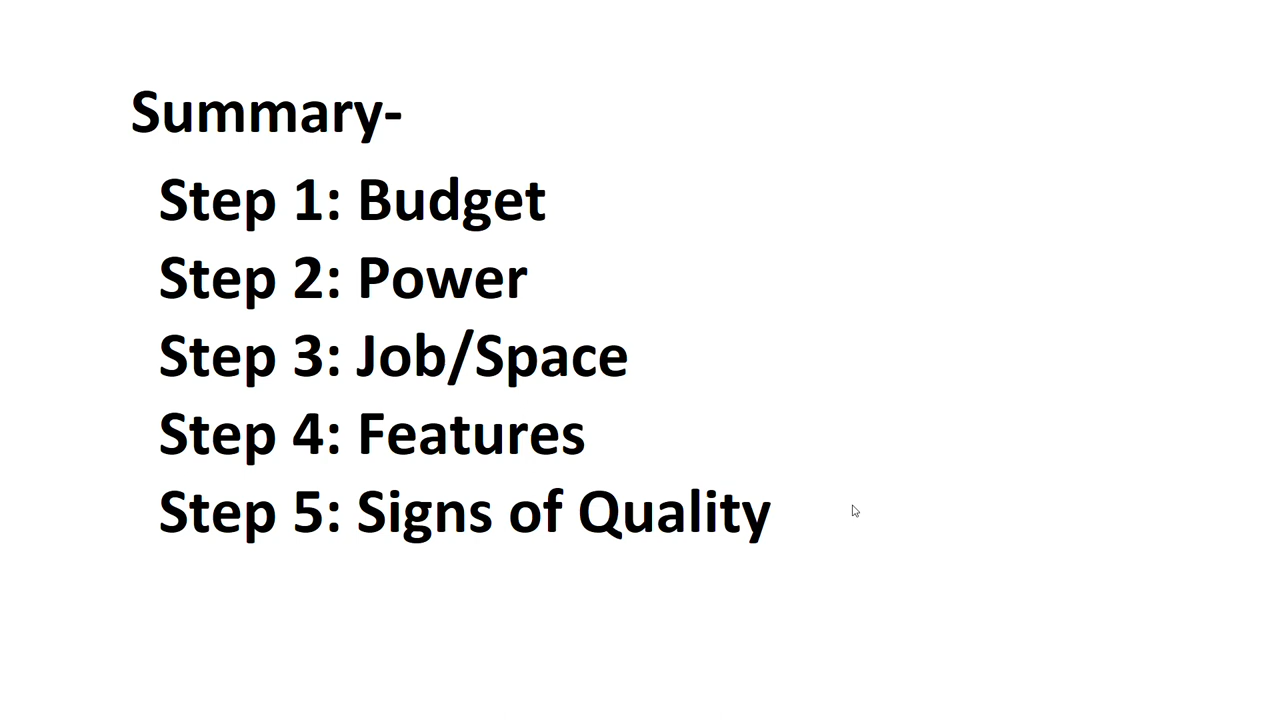 Summary-
Step 1: Budget
Step 2: Power
Step 3: Job/Space
Step 4: Features
Step 5: Signs of Quality